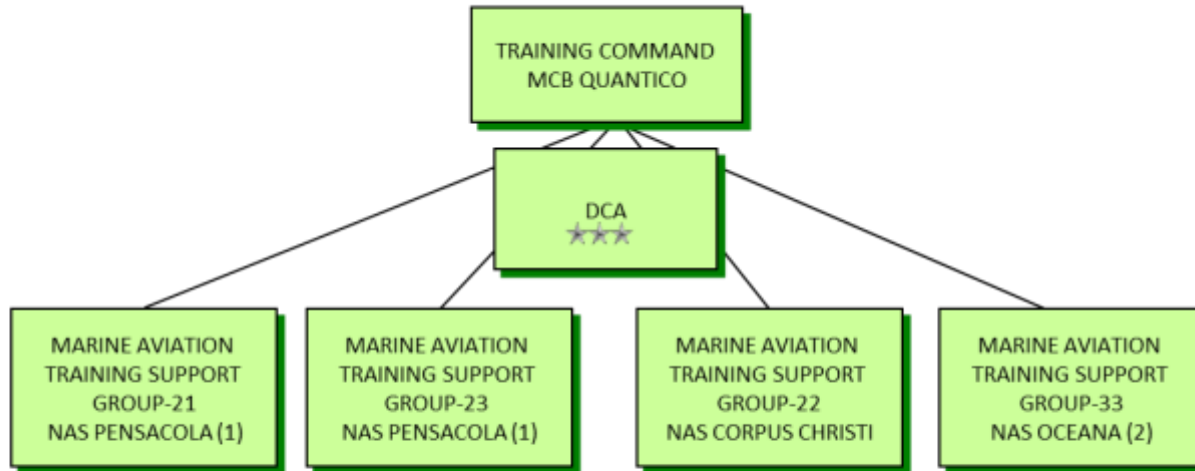 TRAINING COMMAND
MCB QUANTICO
DCA
MARINE AVIATION
TRAINING SUPPORT
GROUP-21
NAS PENSACOLA (1)
MARINE AVIATION
TRAINING SUPPORT
GROUP-23
NAS PENSACOLA (1)
MARINE AVIATION
TRAINING SUPPORT
GROUP-22
NAS CORPUS CHRISTI
MARINE AVIATION
TRAINING SUPPORT
GROUP-33
NAS OCEANA (2)